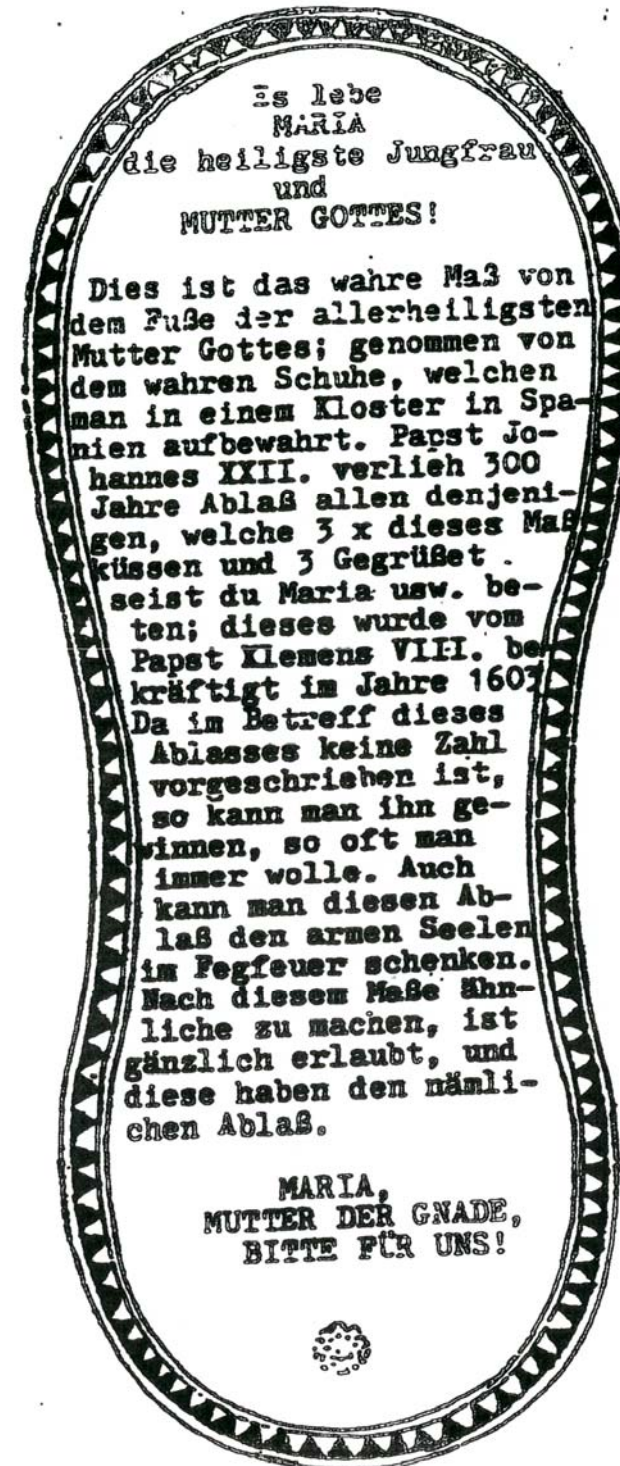 Es lebe
MARIA
die heiligste Jungfrau
und
MUTTER GOTTES!
Dies ist das wahre Maß von
dem Fuße der allerheiligsten
Mutter Gottes; genommen von
dem wahren Schuhe, welchen
man in einem Kloster in Spa-
nien aufbewahrt. Papst Jo-
hannes XXII. verlieh 300
Jahre Ablaß allen denjeni-
gen, welche 3 x dieses Maß
küssen und 3 Gegrüßet
seist du Maria usw. be-
ten; dieses wurde vom
Papst Klemens VIII. be-
kräftigt im Jahre 1603
Da im Betreff dieses
Ablasses keine Zahl
vorgeschrieben ist,
so kann man ihn ge-
winnen, so oft man
immer wolle. Auch
kann man diesen Ab-
laß den armen Seelen
im Fegfeuer schenken.
Nach diesem Maße ähn-
liche zu machen, ist
gänzlich erlaubt, und
diese haben den nämli-
chen Ablaß.
MARIA,
MUTTER DER GNADE,
BITTE FÜR UNS!